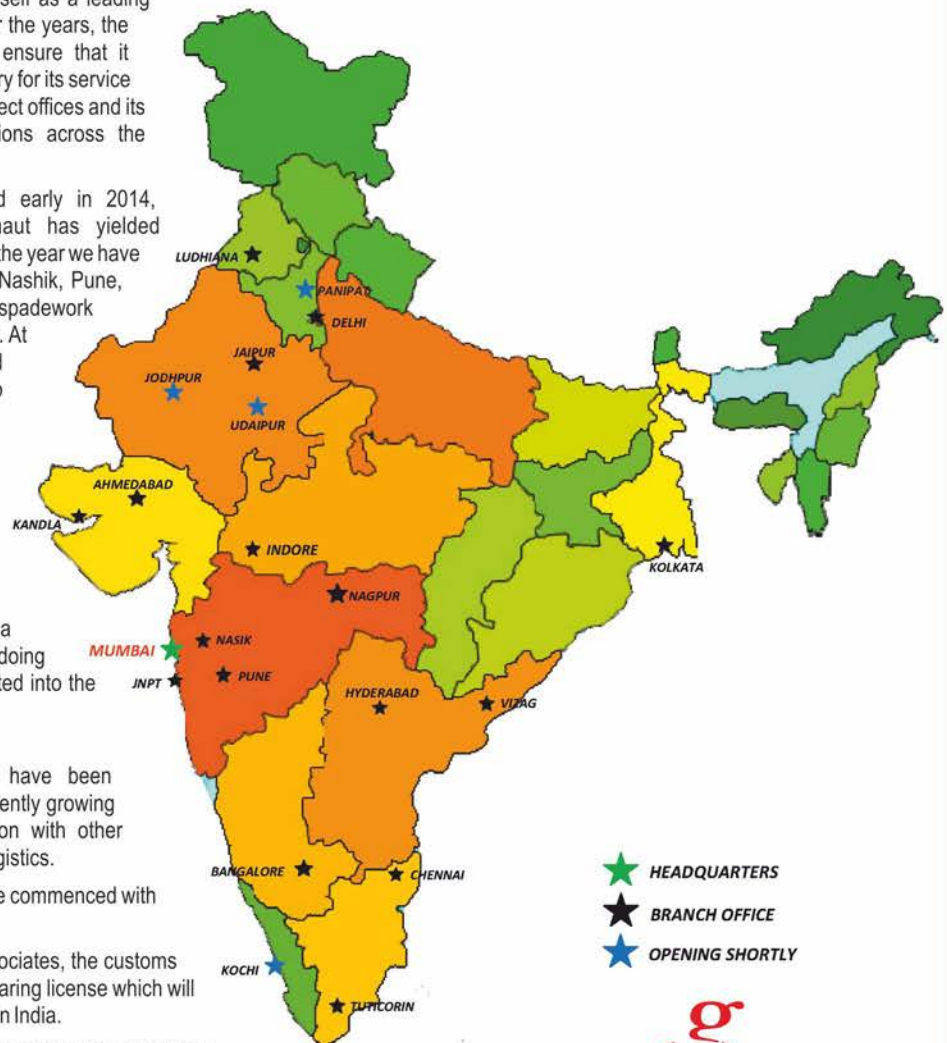 self as a leading
r the years, the
ensure that it
ry for its service
ect offices and its
ions across the
d early in 2014,
naut has yielded
the year we have
Nashik, Pune,
spadework
. At
d
o
a
doing
ted into the
have been
ently growing
on with other
gistics.
e commenced with
ociates, the customs
aring license which will
n India.
LUDHIANA
PANIPAT
DELHI
JAIPUR
JODHPUR
UDAIPUR
AHMEDABAD
KANDLA
INDORE
KOLKATA
NAGPUR
NASIK
MUMBAI
PUNE
JNPT
HYDERABAD
VIZAG
BANGALORE
CHENNAI
KOCHI
TUTICORIN
HEADQUARTERS
BRANCH OFFICE
OPENING SHORTLY
g